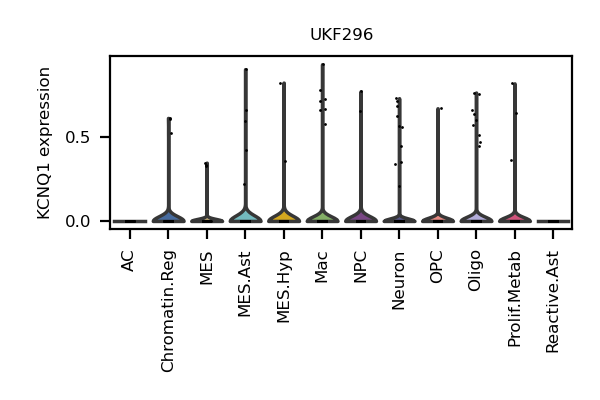 UKF296
KCNQ1 expression
0.5
0.0
AC
Chromatin.Reg
MES
MES.Ast
MES.Hyp
Mac
NPC
Neuron
OPC
Oligo
Prolif.Metab
Reactive.Ast